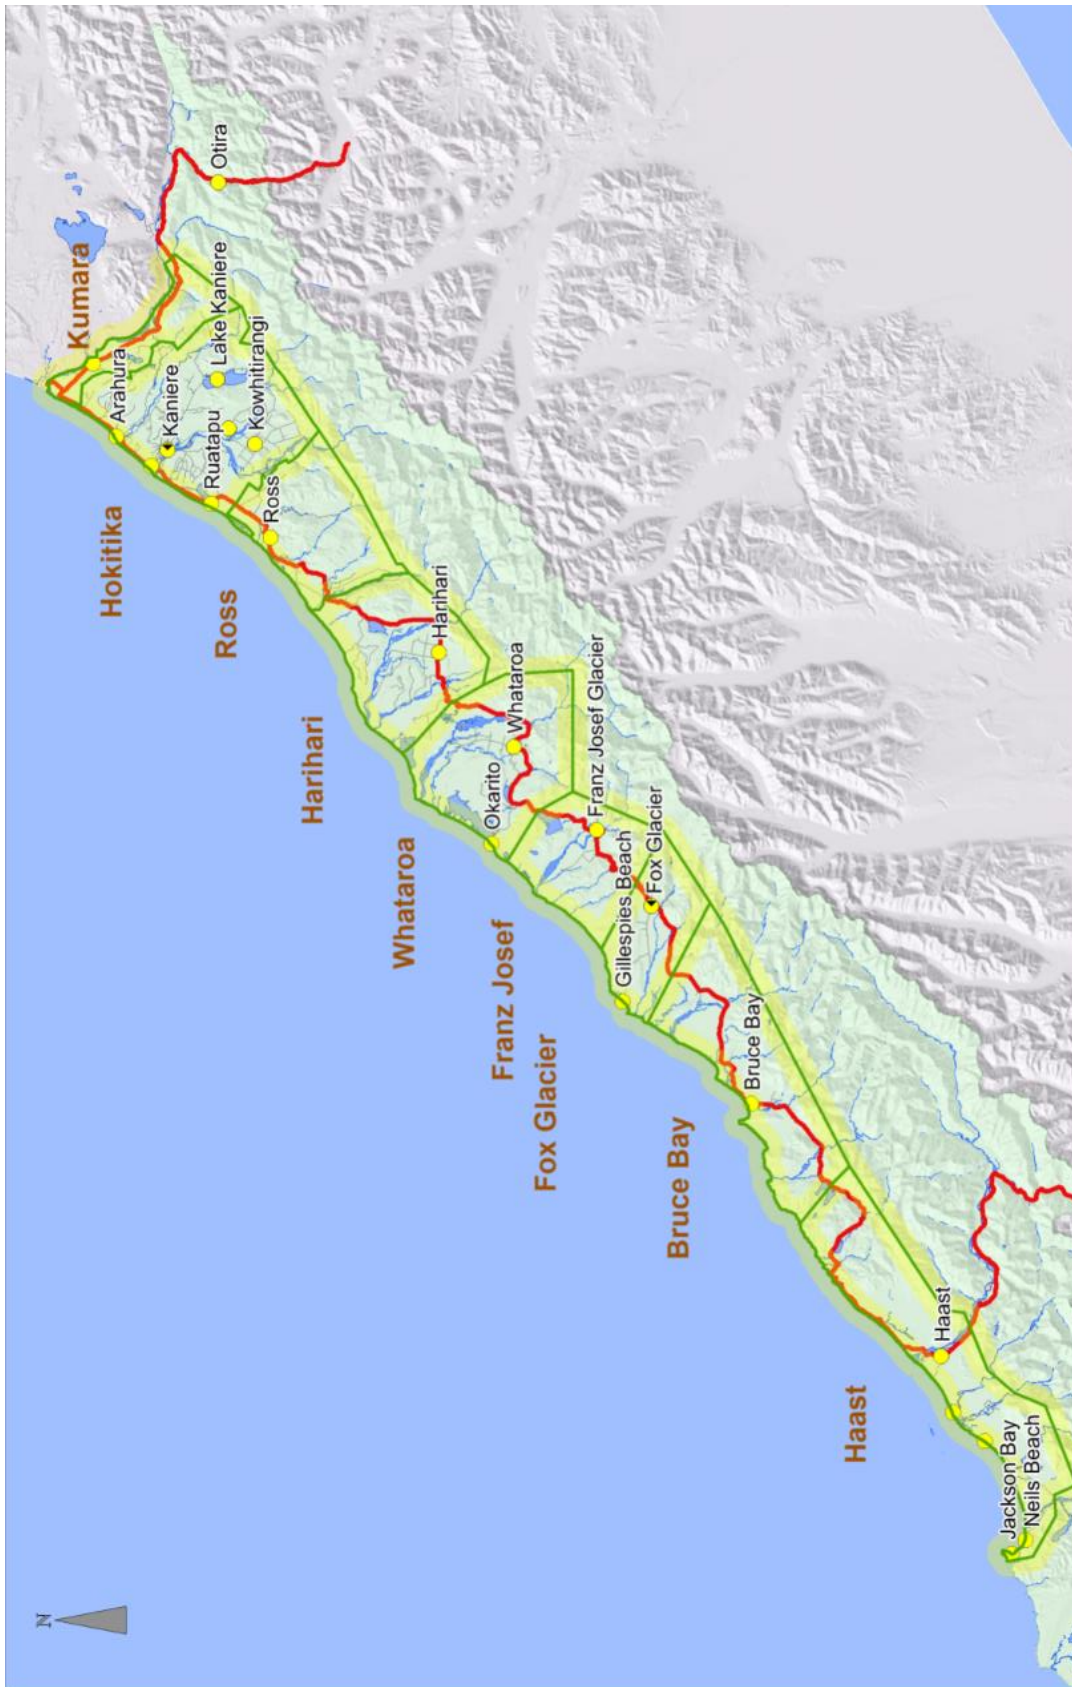 N
Kumara
Hokitika
Ross
Harihari
Whataroa
Franz Josef
Fox Glacier
Bruce Bay
Haast
Otira
Arahura
Kaniere
Lake Kaniere
Kowhitirangi
Ruatapu
Ross
Harihari
Whataroa
Okarito
Franz Josef Glacier
Fox Glacier
Gillespies Beach
Bruce Bay
Haast
Jackson Bay
Neils Beach